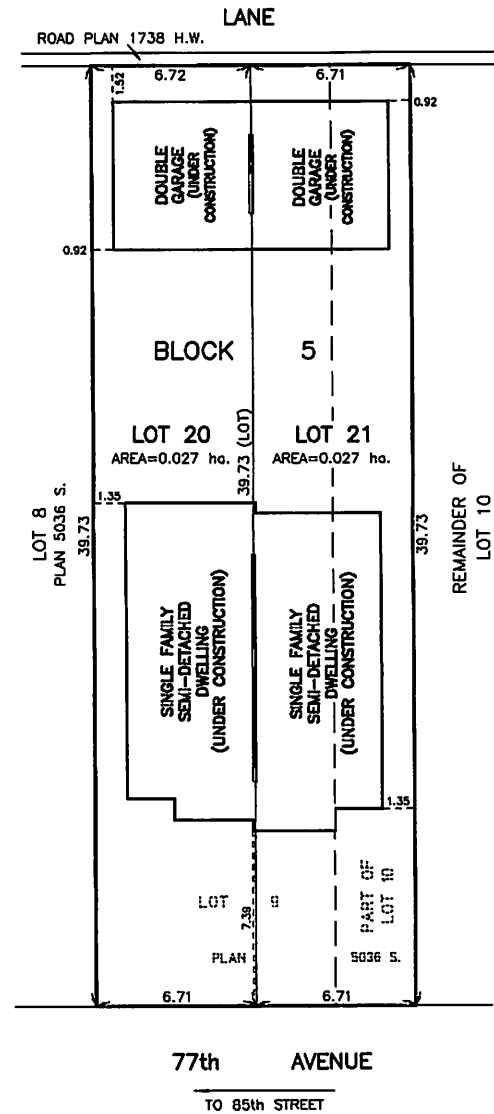 LANE
ROAD PLAN 1738 H.W.
6.72
6.71
1.52
0.92
DOUBLE
GARAGE
(UNDER
CONSTRUCTION)
DOUBLE
GARAGE
(UNDER
CONSTRUCTION)
0.92
BLOCK 5
LOT 20
AREA=0.027 ha.
39.73 (LOT)
LOT 21
AREA=0.027 ha.
LOT 8
PLAN 5036 S.
39.73
1.35
39.73
REMAINDER OF
LOT 10
SINGLE FAMILY
SEMI-DETACHED
DWELLING
(UNDER CONSTRUCTION)
SINGLE FAMILY
SEMI-DETACHED
DWELLING
(UNDER CONSTRUCTION)
1.35
LOT 9
7.39
PART OF
LOT 10
PLAN 5036 S.
6.71
6.71
77th AVENUE
TO 85th STREET